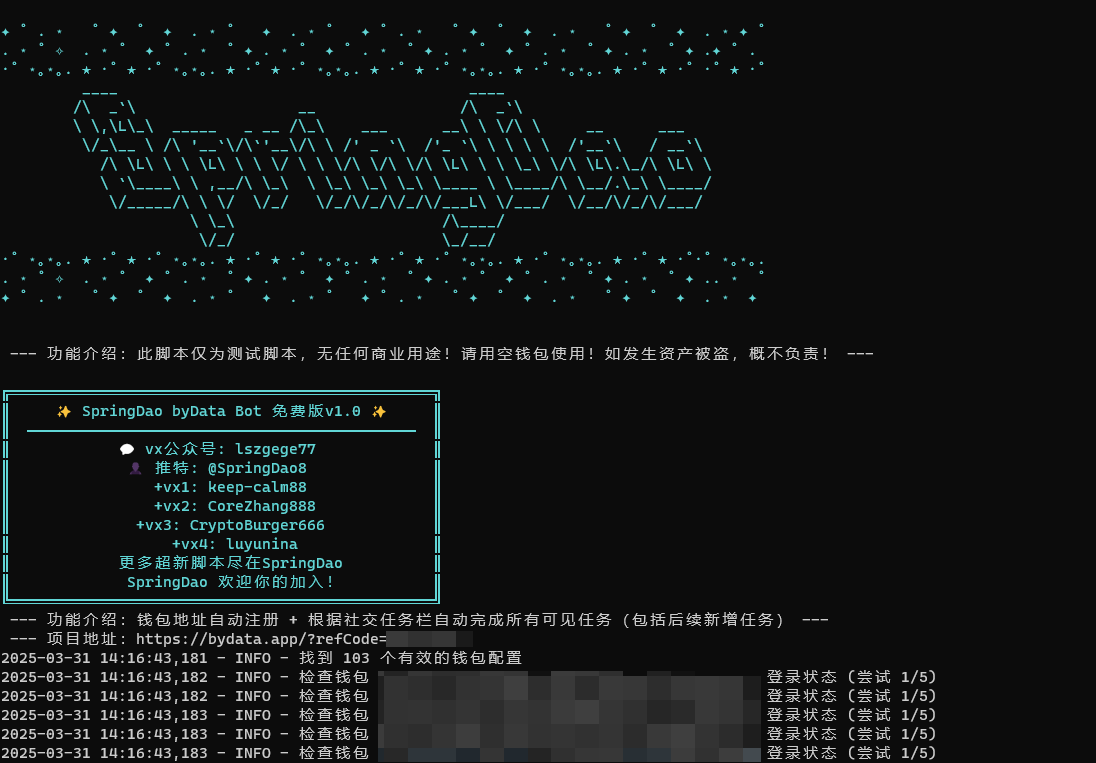 SpringDao
--- 功能介绍: 此脚本仅为测试脚本, 无任何商业用途! 请用空钱包使用! 如发生资产被盗, 概不负责! ---
✨ SpringDao byData Bot 免费版v1.0 ✨
💬 vx公众号: lszgege77
👤 推特: @SpringDao8
+vx1: keep-calm88
+vx2: CoreZhang888
+vx3: CryptoBurger666
+vx4: luyunina
更多超新脚本尽在SpringDao
SpringDao 欢迎你的加入!
--- 功能介绍: 钱包地址自动注册 + 根据社交任务栏自动完成所有可见任务 (包括后续新增任务) ---
--- 项目地址: https://bydata.app/?refCode=
2025-03-31 14:16:43,181 - INFO - 找到 103 个有效的钱包配置
2025-03-31 14:16:43,182 - INFO - 检查钱包 登录状态 (尝试 1/5)
2025-03-31 14:16:43,182 - INFO - 检查钱包 登录状态 (尝试 1/5)
2025-03-31 14:16:43,183 - INFO - 检查钱包 登录状态 (尝试 1/5)
2025-03-31 14:16:43,183 - INFO - 检查钱包 登录状态 (尝试 1/5)
2025-03-31 14:16:43,183 - INFO - 检查钱包 登录状态 (尝试 1/5)